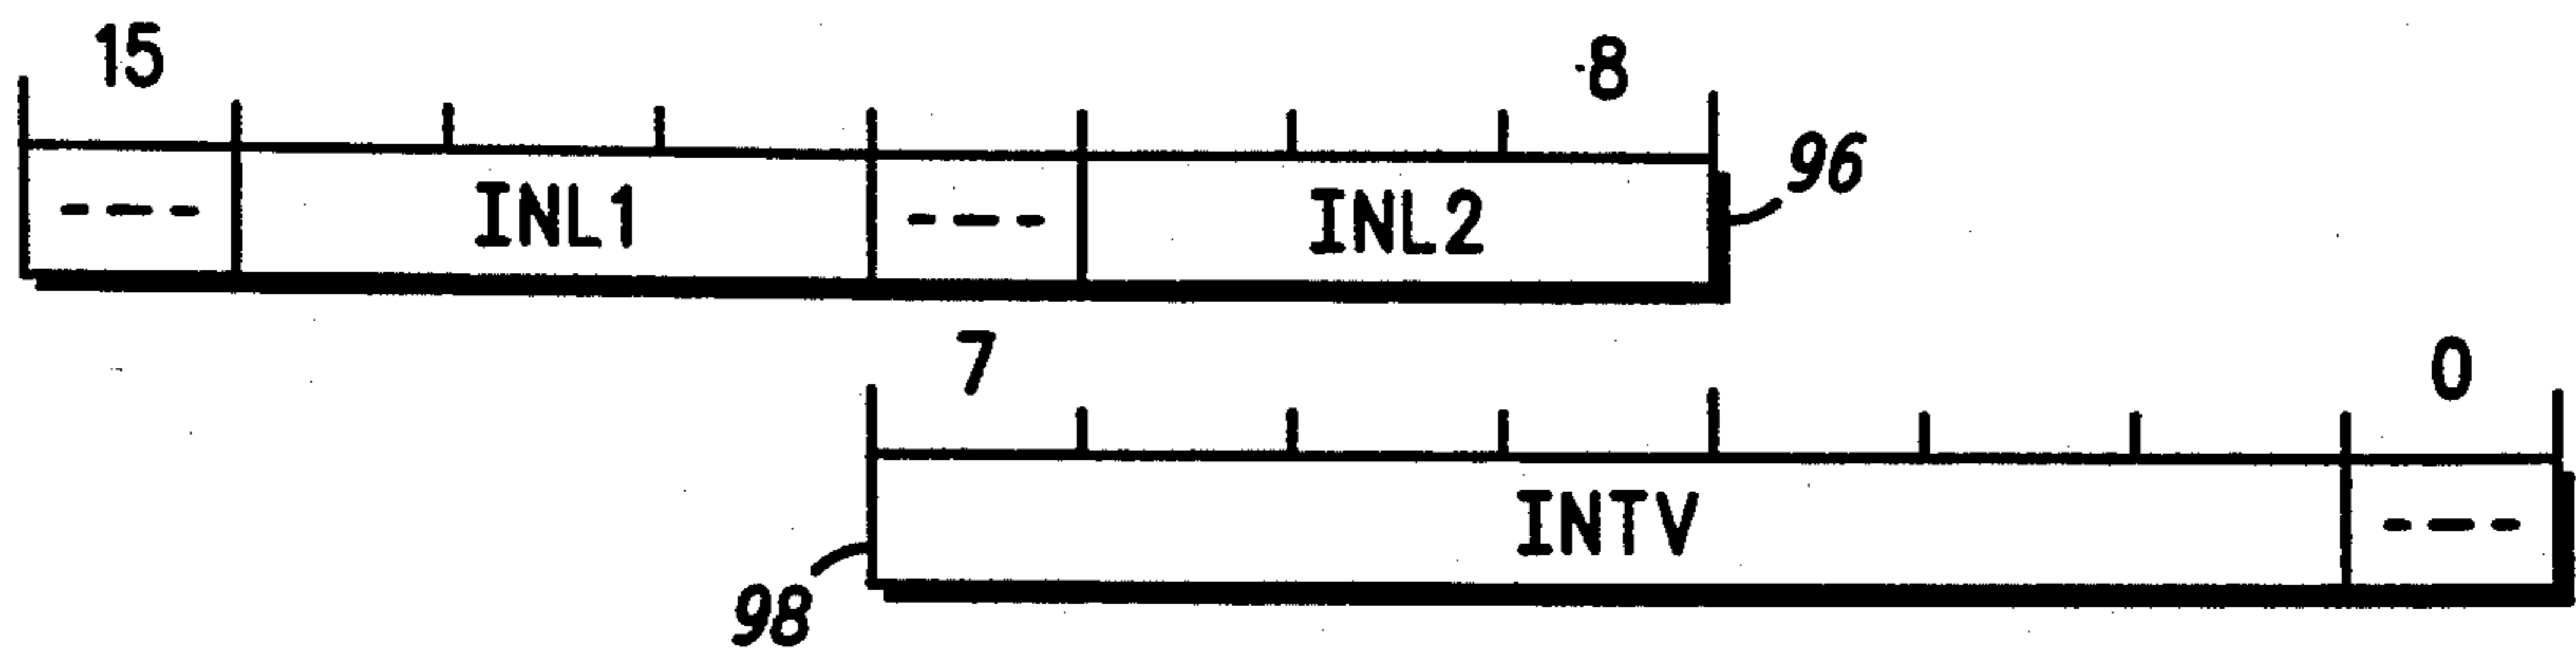 15 8
--- INL1 --- INL2 96
7 0
INTV ---
98